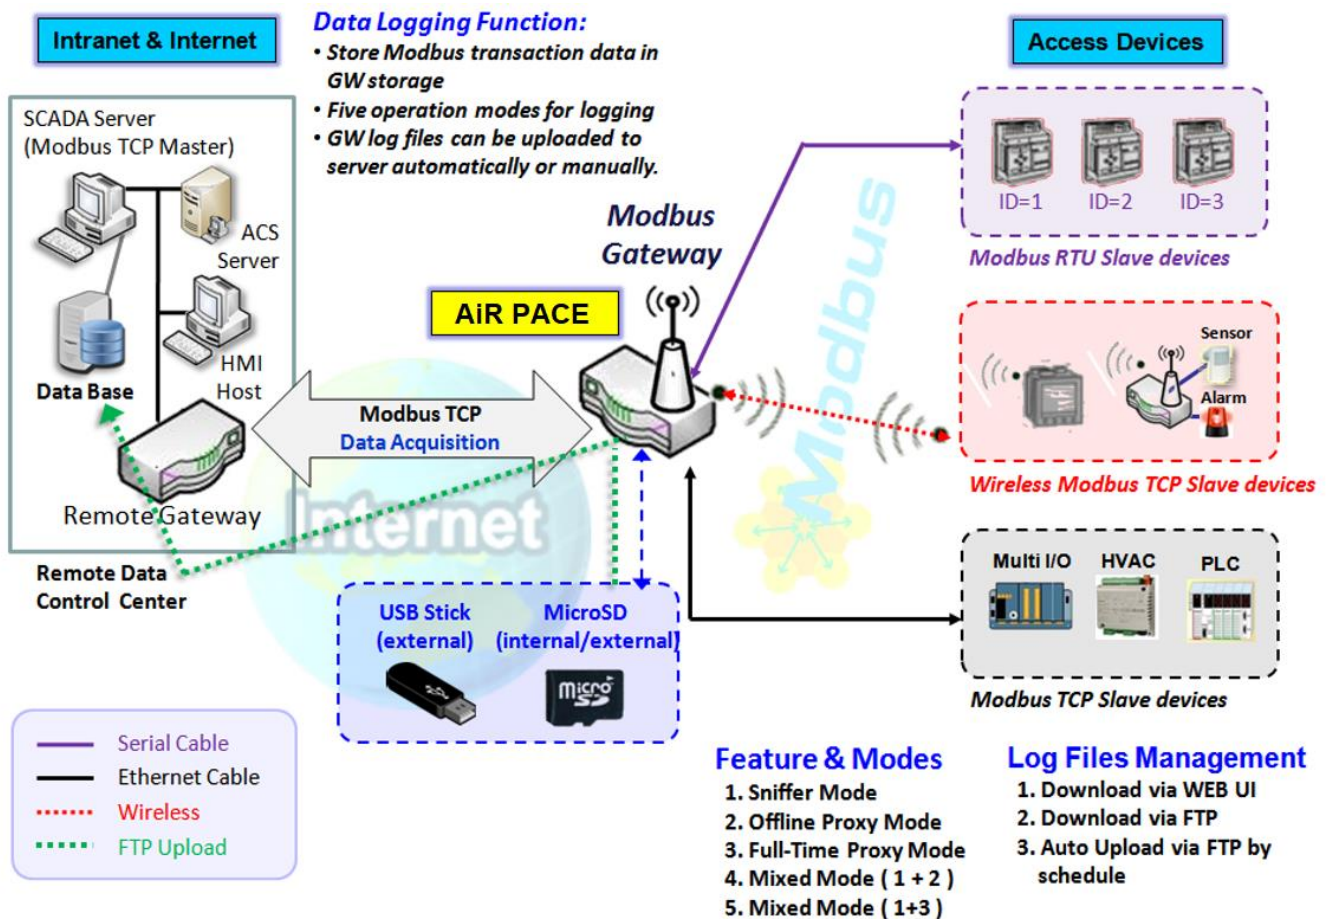 Intranet & Internet
Data Logging Function:
• Store Modbus transaction data in
GW storage
• Five operation modes for logging
• GW log files can be uploaded to
server automatically or manually.
Access Devices
SCADA Server
(Modbus TCP Master)
ACS
Server
HMI
Host
Data Base
Remote Gateway
Remote Data
Control Center
Modbus
Gateway
AiR PACE
Modbus TCP
Data Acquisition
Internet
Modbus
ID=1
ID=2
ID=3
Modbus RTU Slave devices
Sensor
Alarm
Wireless Modbus TCP Slave devices
Multi I/O
HVAC
PLC
Modbus TCP Slave devices
USB Stick
(external)
MicroSD
(internal/external)
micro
SD
Serial Cable
Ethernet Cable
Wireless
FTP Upload
Feature & Modes
1. Sniffer Mode
2. Offline Proxy Mode
3. Full-Time Proxy Mode
4. Mixed Mode ( 1 + 2 )
5. Mixed Mode ( 1+3 )
Log Files Management
1. Download via WEB UI
2. Download via FTP
3. Auto Upload via FTP by
schedule